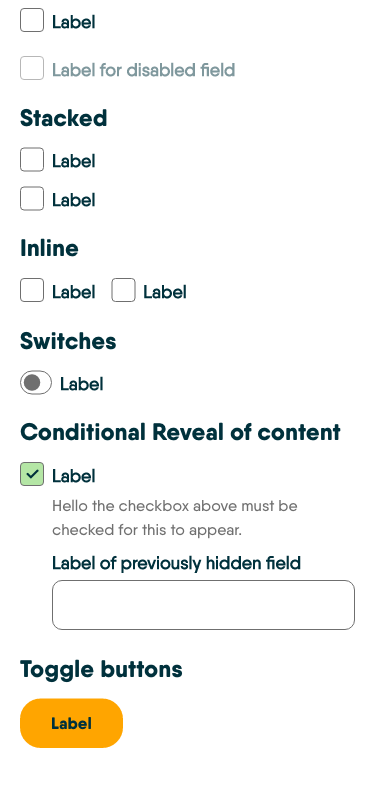 Label
Label for disabled field
Stacked
Label
Label
Inline
Label Label
Switches
Label
Conditional Reveal of content
Label
Hello the checkbox above must be
checked for this to appear.
Label of previously hidden field
Toggle buttons
Label